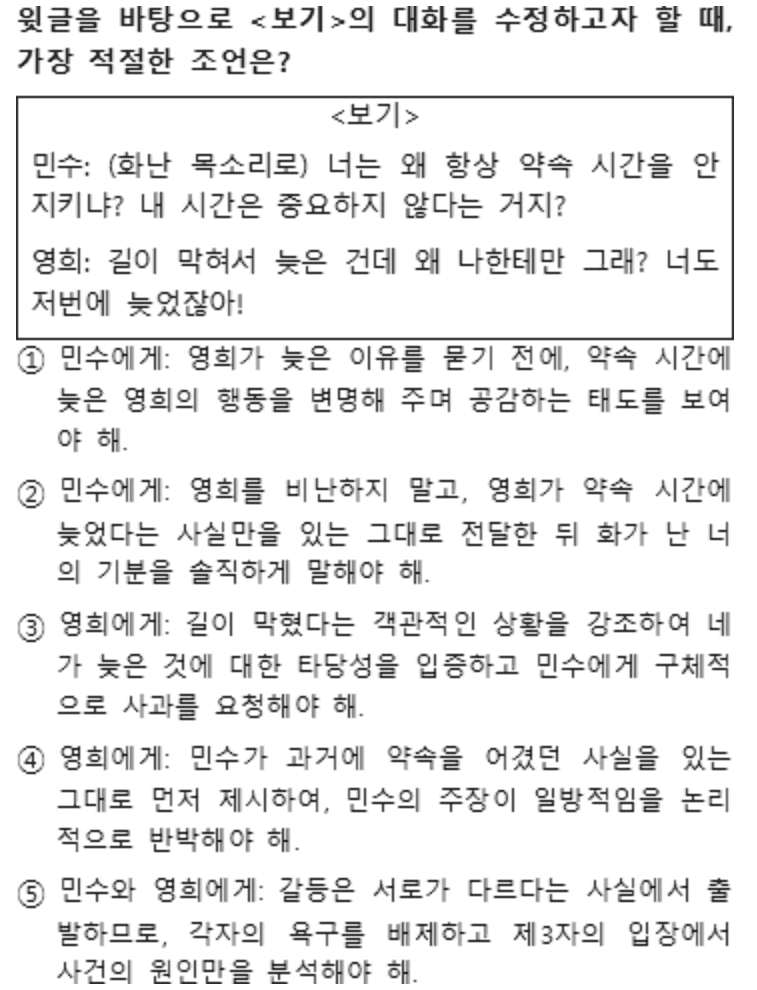 윗글을 바탕으로 <보기>의 대화를 수정하고자 할 때,
가장 적절한 조언은?
<보기>
민수: (화난 목소리로) 너는 왜 항상 약속 시간을 안
지키냐? 내 시간은 중요하지 않다는 거지?
영희: 길이 막혀서 늦은 건데 왜 나한테만 그래? 너도
저번에 늦었잖아!
① 민수에게: 영희가 늦은 이유를 묻기 전에, 약속 시간에
늦은 영희의 행동을 변명해 주며 공감하는 태도를 보여
야 해.
② 민수에게: 영희를 비난하지 말고, 영희가 약속 시간에
늦었다는 사실만을 있는 그대로 전달한 뒤 화가 난 너
의 기분을 솔직하게 말해야 해.
③ 영희에게: 길이 막혔다는 객관적인 상황을 강조하여 네
가 늦은 것에 대한 타당성을 입증하고 민수에게 구체적
으로 사과를 요청해야 해.
④ 영희에게: 민수가 과거에 약속을 어겼던 사실을 있는
그대로 먼저 제시하여, 민수의 주장이 일방적임을 논리
적으로 반박해야 해.
⑤ 민수와 영희에게: 갈등은 서로가 다르다는 사실에서 출
발하므로, 각자의 욕구를 배제하고 제3자의 입장에서
사건의 원인만을 분석해야 해.